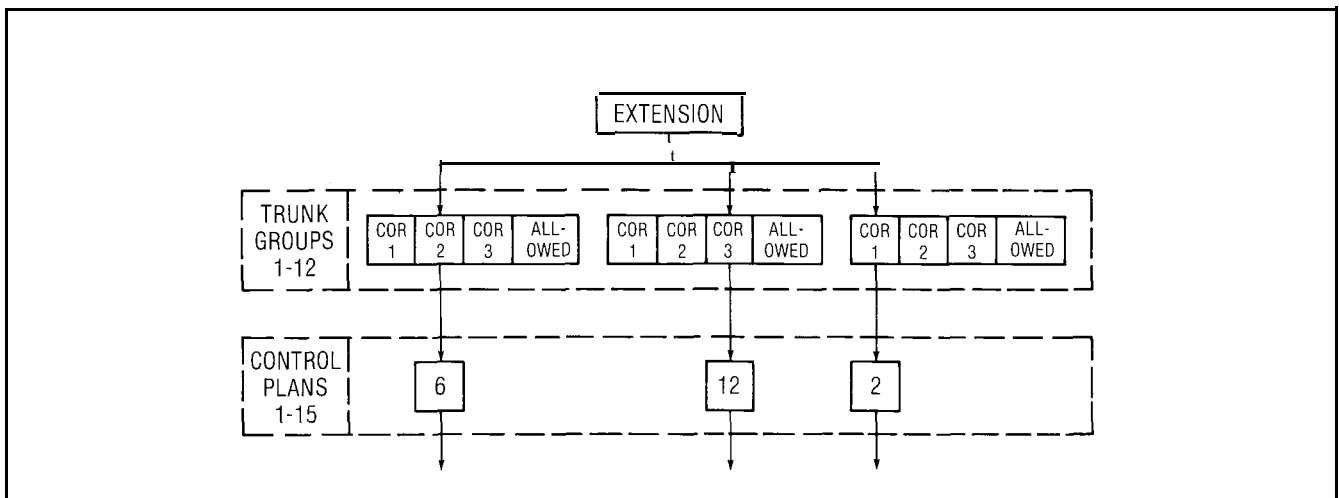 EXTENSION
TRUNK
GROUPS
1-12
COR
1
COR
2
COR
3
ALL-
OWED
COR
1
COR
2
COR
3
ALL-
OWED
COR
1
COR
2
COR
3
ALL-
OWED
CONTROL
PLANS
1-15
6
12
2